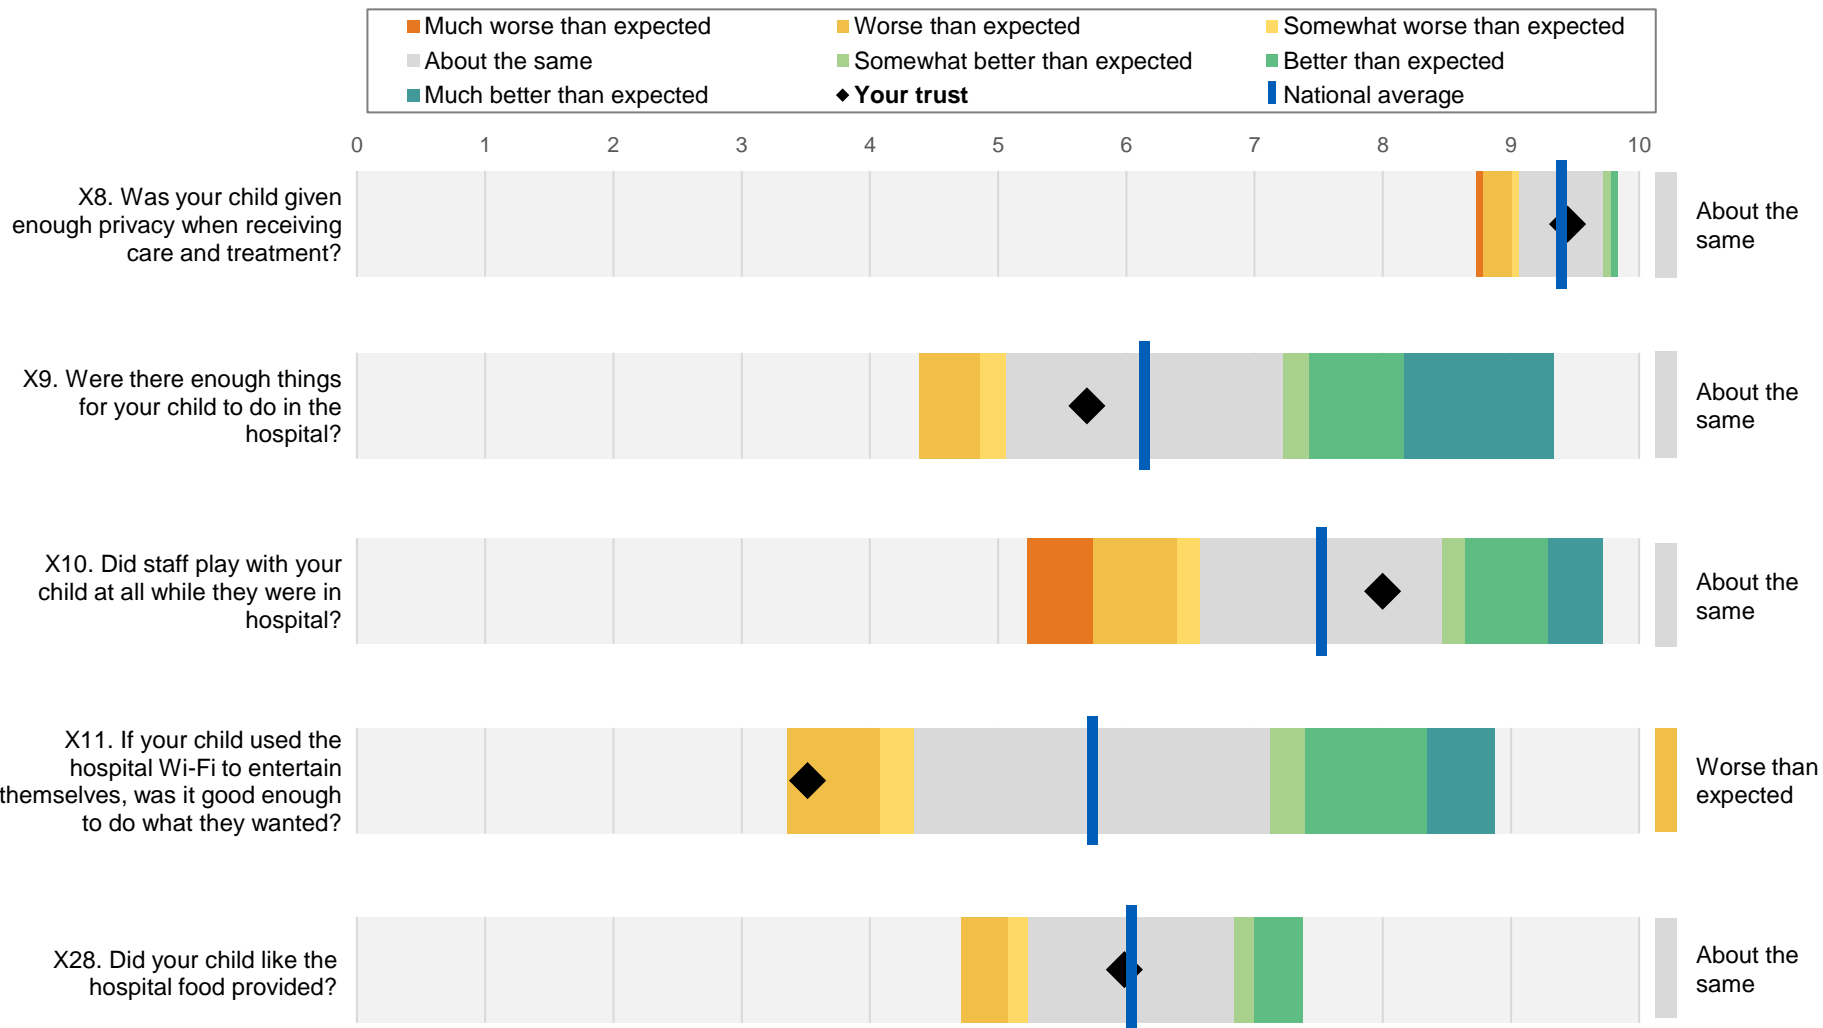 Much worse than expected
Worse than expected
Somewhat worse than expected
About the same
Somewhat better than expected
Better than expected
Much better than expected
Your trust
National average
0 1 2 3 4 5 6 7 8 9 10
X8. Was your child given
enough privacy when receiving
care and treatment?
About the
same
X9. Were there enough things
for your child to do in the
hospital?
About the
same
X10. Did staff play with your
child at all while they were in
hospital?
About the
same
X11. If your child used the
hospital Wi-Fi to entertain
themselves, was it good enough
to do what they wanted?
Worse than
expected
X28. Did your child like the
hospital food provided?
About the
same